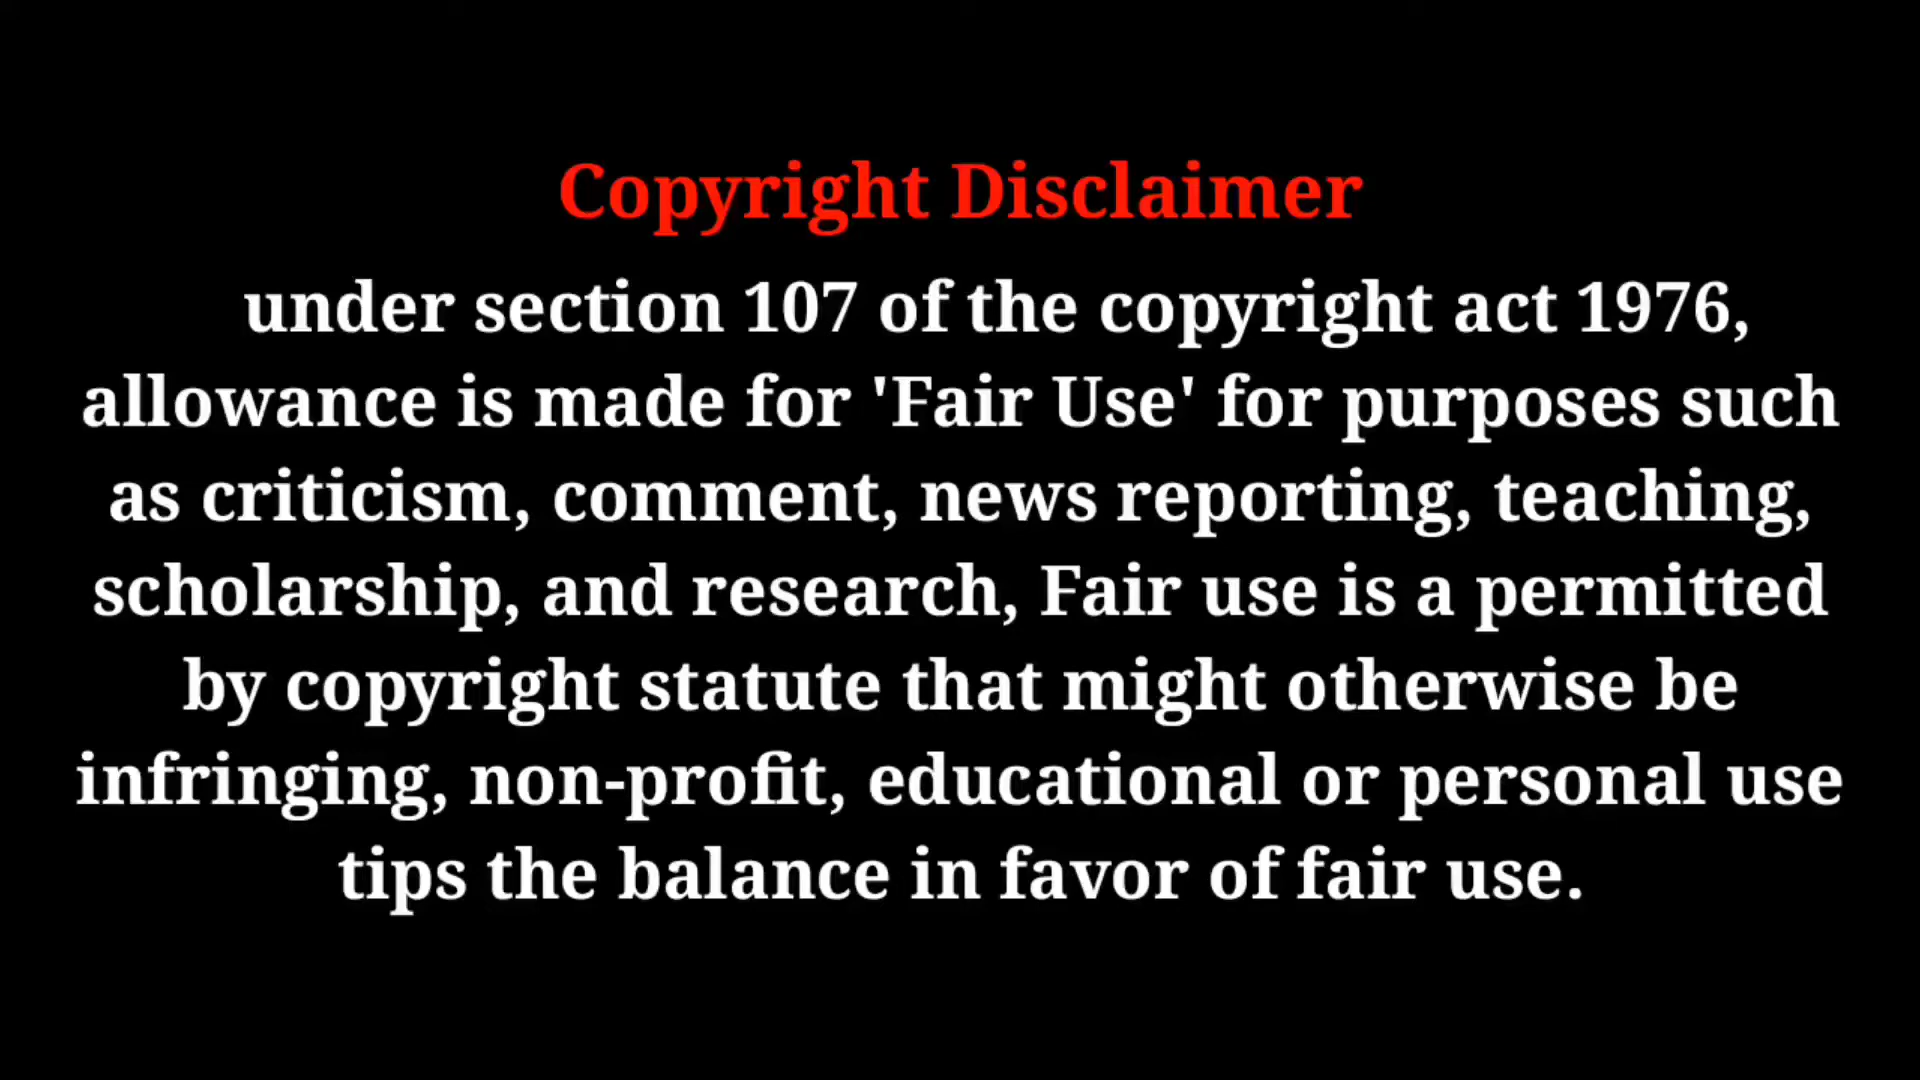 Copyright Disclaimer
under section 107 of the copyright act 1976,
allowance is made for 'Fair Use' for purposes such
as criticism, comment, news reporting, teaching,
scholarship, and research, Fair use is a permitted
by copyright statute that might otherwise be
infringing, non-profit, educational or personal use
tips the balance in favor of fair use.